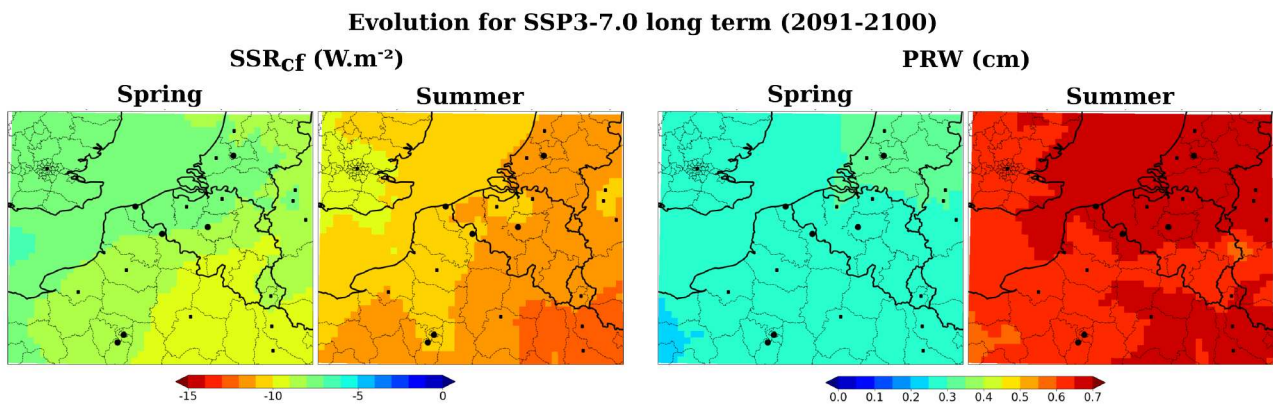 Evolution for SSP3-7.0 long term (2091-2100)
SSRcf (W.m⁻²)
PRW (cm)
Spring
Summer
Spring
Summer
-15 -10 -5 0
0.0 0.1 0.2 0.3 0.4 0.5 0.6 0.7